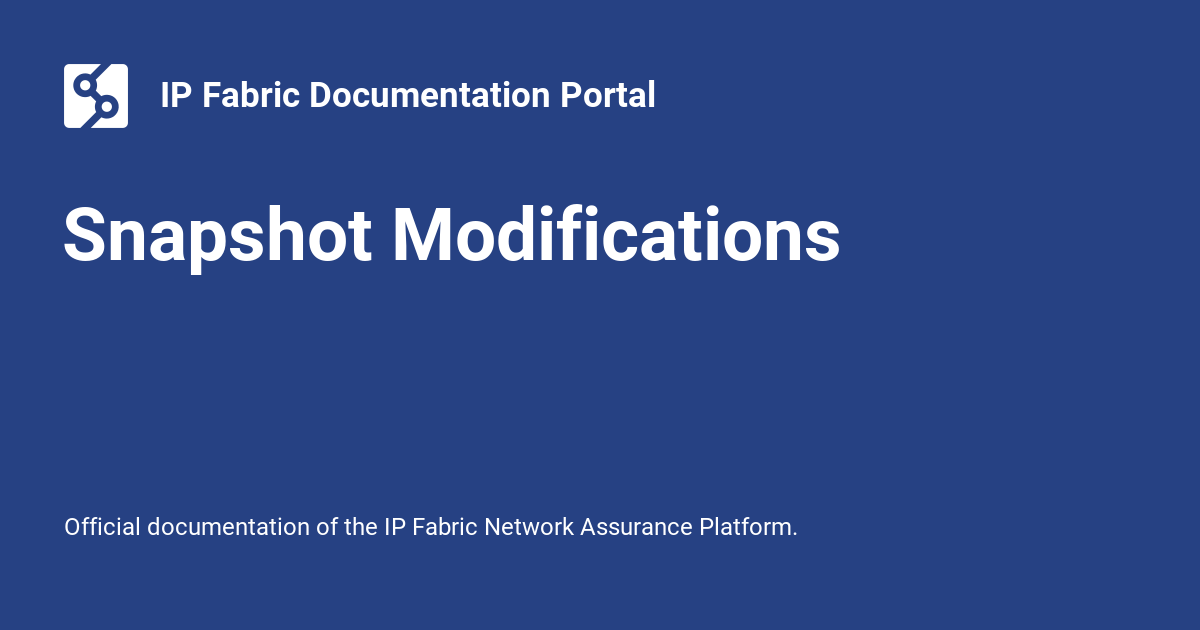 IP Fabric Documentation Portal
Snapshot Modifications
Official documentation of the IP Fabric Network Assurance Platform.